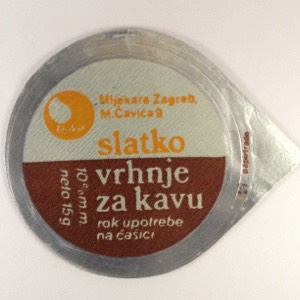 Mljekara Zagreb,
M.Čavića 9
slatko
vrhnje
za kavu
rok upotrebe
na čašici
10% m.m.
neto 15g